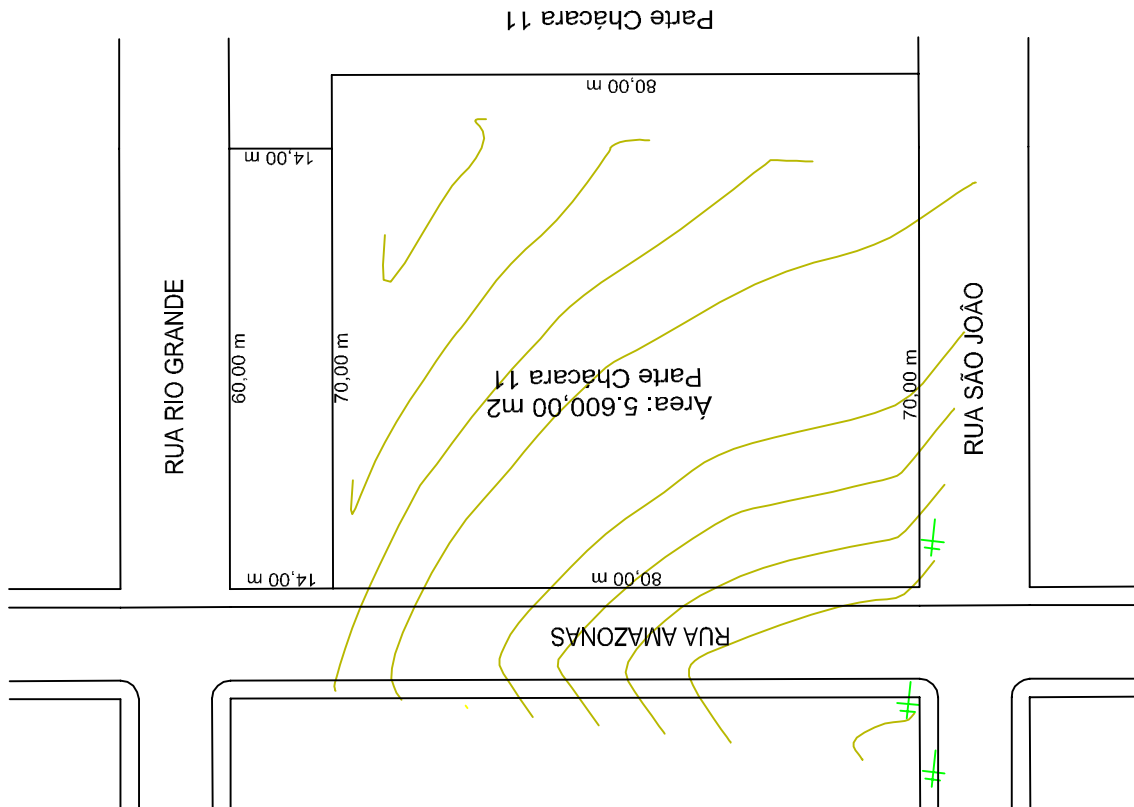 Parte Chácara 11
80,00 m
14,00 m
RUA RIO GRANDE
60,00 m
70,00 m
Área: 5.600,00 m2
Parte Chácara 11
70,00 m
RUA SÃO JOÂO
14,00 m
80,00 m
RUA AMAZONAS